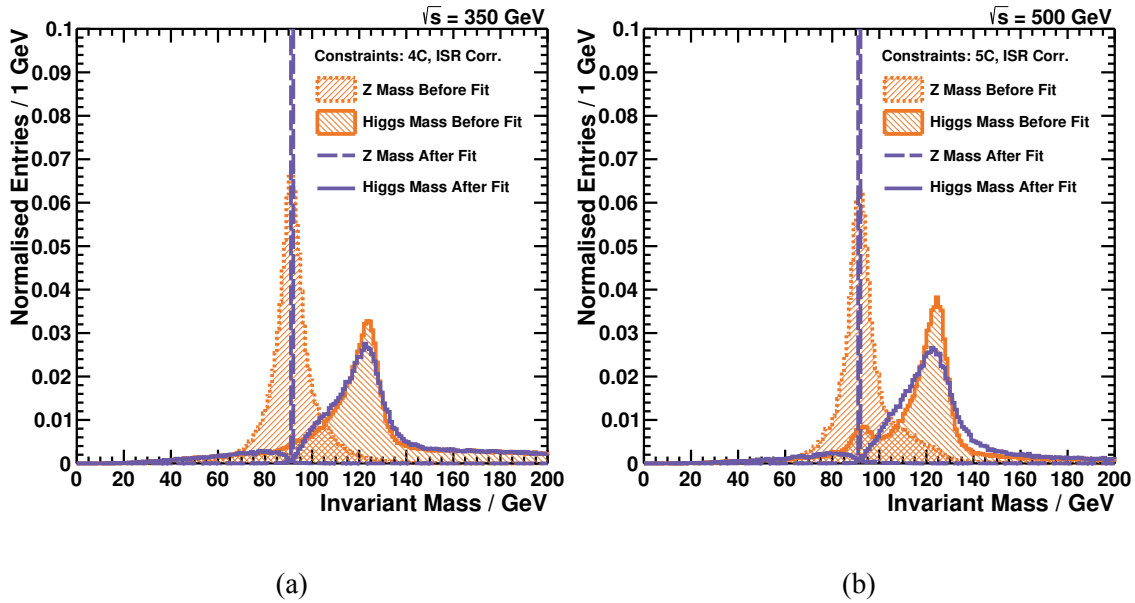 √s = 350 GeV
Normalised Entries / 1 GeV
0.1
0.09
0.08
0.07
0.06
0.05
0.04
0.03
0.02
0.01
0
Constraints: 4C, ISR Corr.
Z Mass Before Fit
Higgs Mass Before Fit
Z Mass After Fit
Higgs Mass After Fit
0 20 40 60 80 100 120 140 160 180 200
Invariant Mass / GeV
(a)
√s = 500 GeV
Normalised Entries / 1 GeV
0.1
0.09
0.08
0.07
0.06
0.05
0.04
0.03
0.02
0.01
0
Constraints: 5C, ISR Corr.
Z Mass Before Fit
Higgs Mass Before Fit
Z Mass After Fit
Higgs Mass After Fit
0 20 40 60 80 100 120 140 160 180 200
Invariant Mass / GeV
(b)